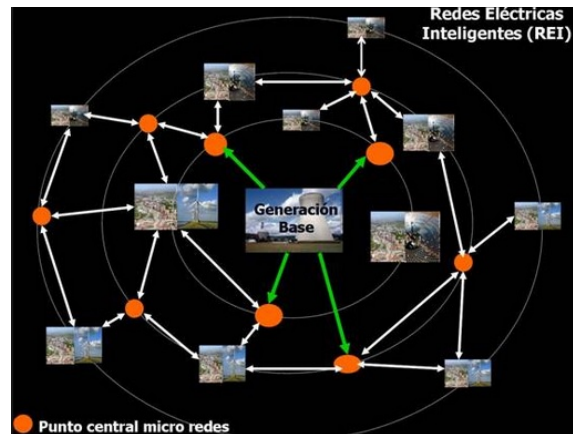 Redes Eléctricas
Inteligentes (REI)
Generación
Base
Punto central micro redes